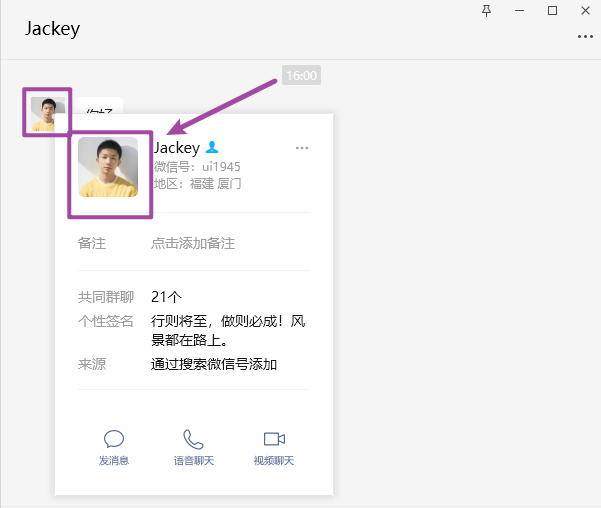 Jackey
16:00
你好
Jackey
微信号：ui1945
地区：福建 厦门
备注 点击添加备注
共同群聊 21个
个性签名 行则将至，做则必成！风
景都在路上。
来源 通过搜索微信号添加
发消息 语音聊天 视频聊天